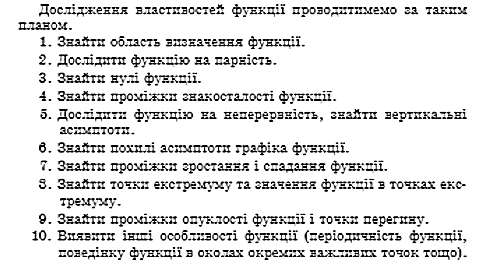 Дослідження властивостей функції проводитимемо за таким
планом.
1. Знайти область визначення функції.
2. Дослідити функцію на парність.
3. Знайти нулі функції.
4. Знайти проміжки знакосталості функції.
5. Дослідити функцію на неперервність, знайти вертикальні
асимптоти.
6. Знайти похилі асимптоти графіка функції.
7. Знайти проміжки зростання і спадання функції.
8. Знайти точки екстремуму та значення функції в точках екс-
тремуму.
9. Знайти проміжки опуклості функції і точки перегину.
10. Виявити інші особливості функції (періодичність функції,
поведінку функції в околах окремих важливих точок тощо).